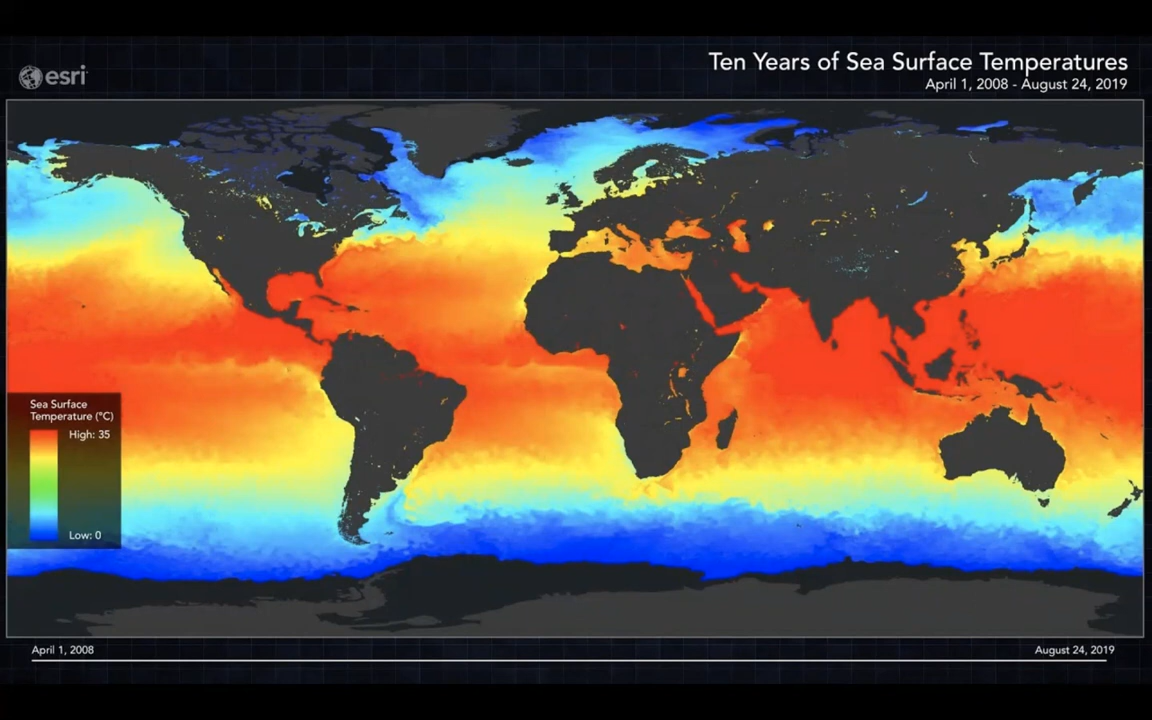 esri
Ten Years of Sea Surface Temperatures
April 1, 2008 - August 24, 2019
Sea Surface
Temperature (°C)
High: 35
Low: 0
April 1, 2008
August 24, 2019